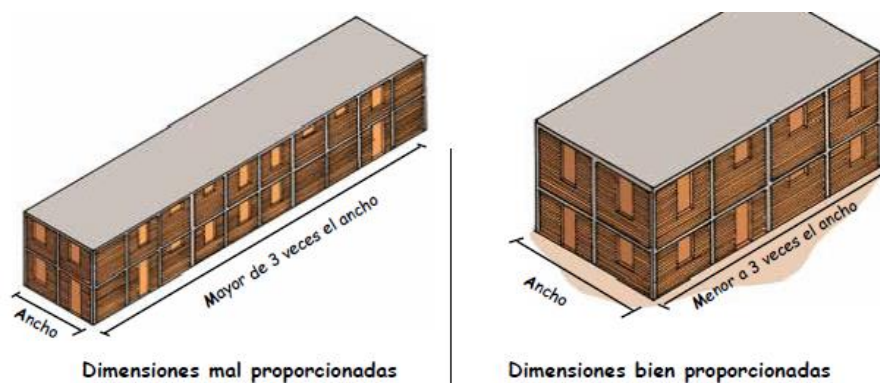 Mayor de 3 veces el ancho
Ancho
Dimensiones mal proporcionadas
Menor a 3 veces el ancho
Ancho
Dimensiones bien proporcionadas